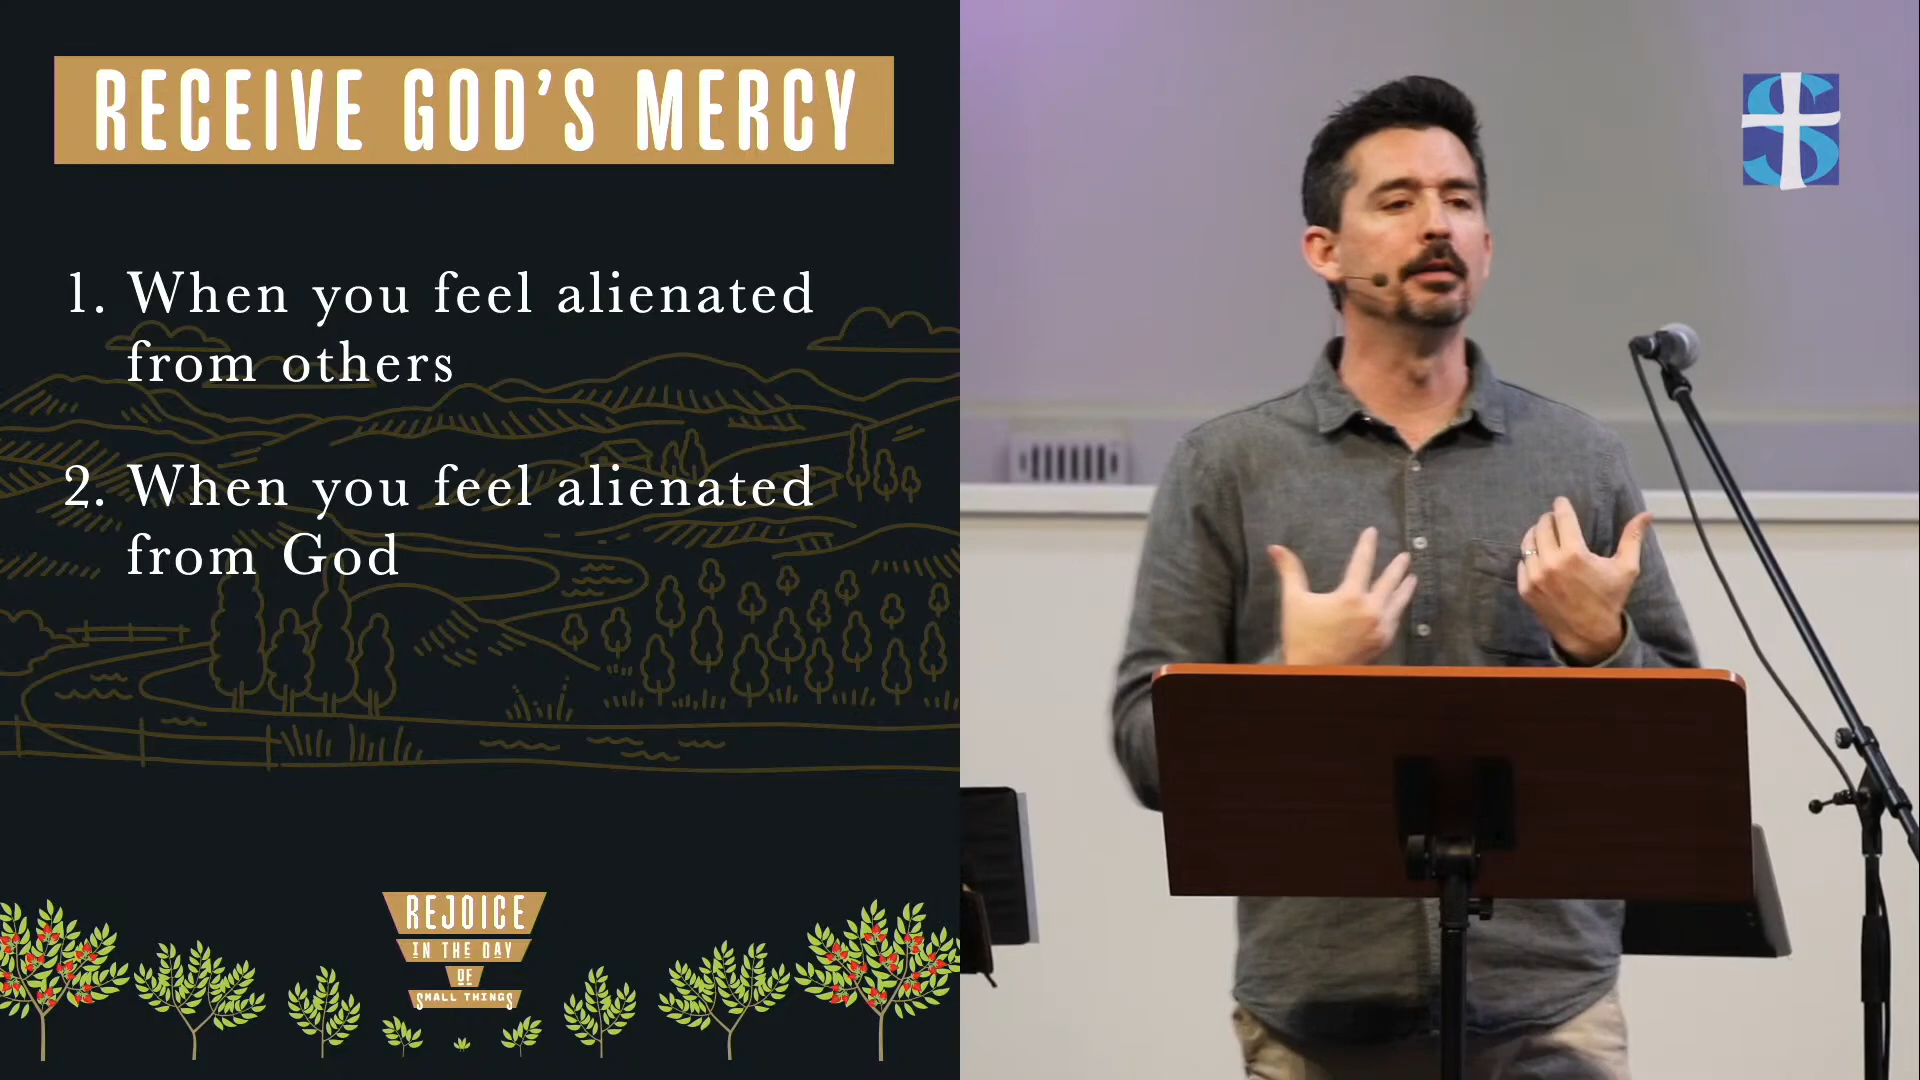 RECEIVE GOD'S MERCY
1. When you feel alienated
from others
2. When you feel alienated
from God
REJOICE
IN THE DAY
OF
SMALL THINGS
S